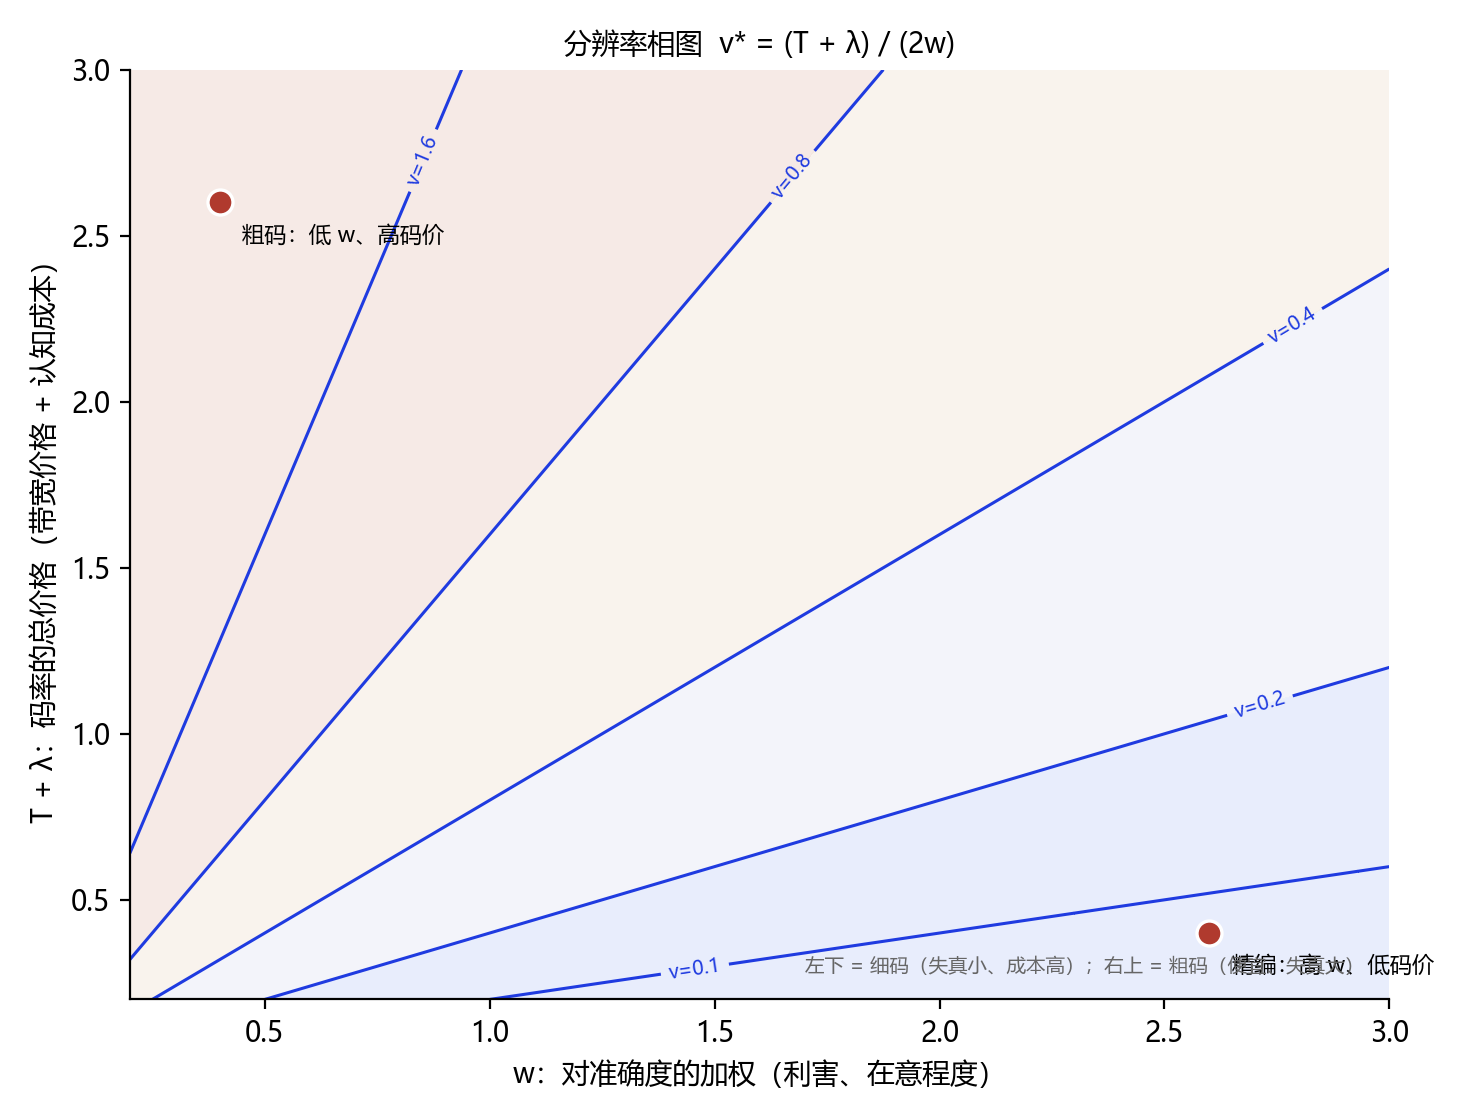 分辨率相图  v* = (T + λ) / (2w)
T + λ：码率的总价格（带宽价格 + 认知成本）
3.0
2.5
2.0
1.5
1.0
0.5
v=1.6
v=0.8
v=0.4
v=0.2
v=0.1
粗码：低 w、高码价
左下 = 细码（失真小、成本高）；右上 = 粗码（
精编：高 w、低码价
0.5
1.0
1.5
2.0
2.5
3.0
w：对准确度的加权（利害、在意程度）